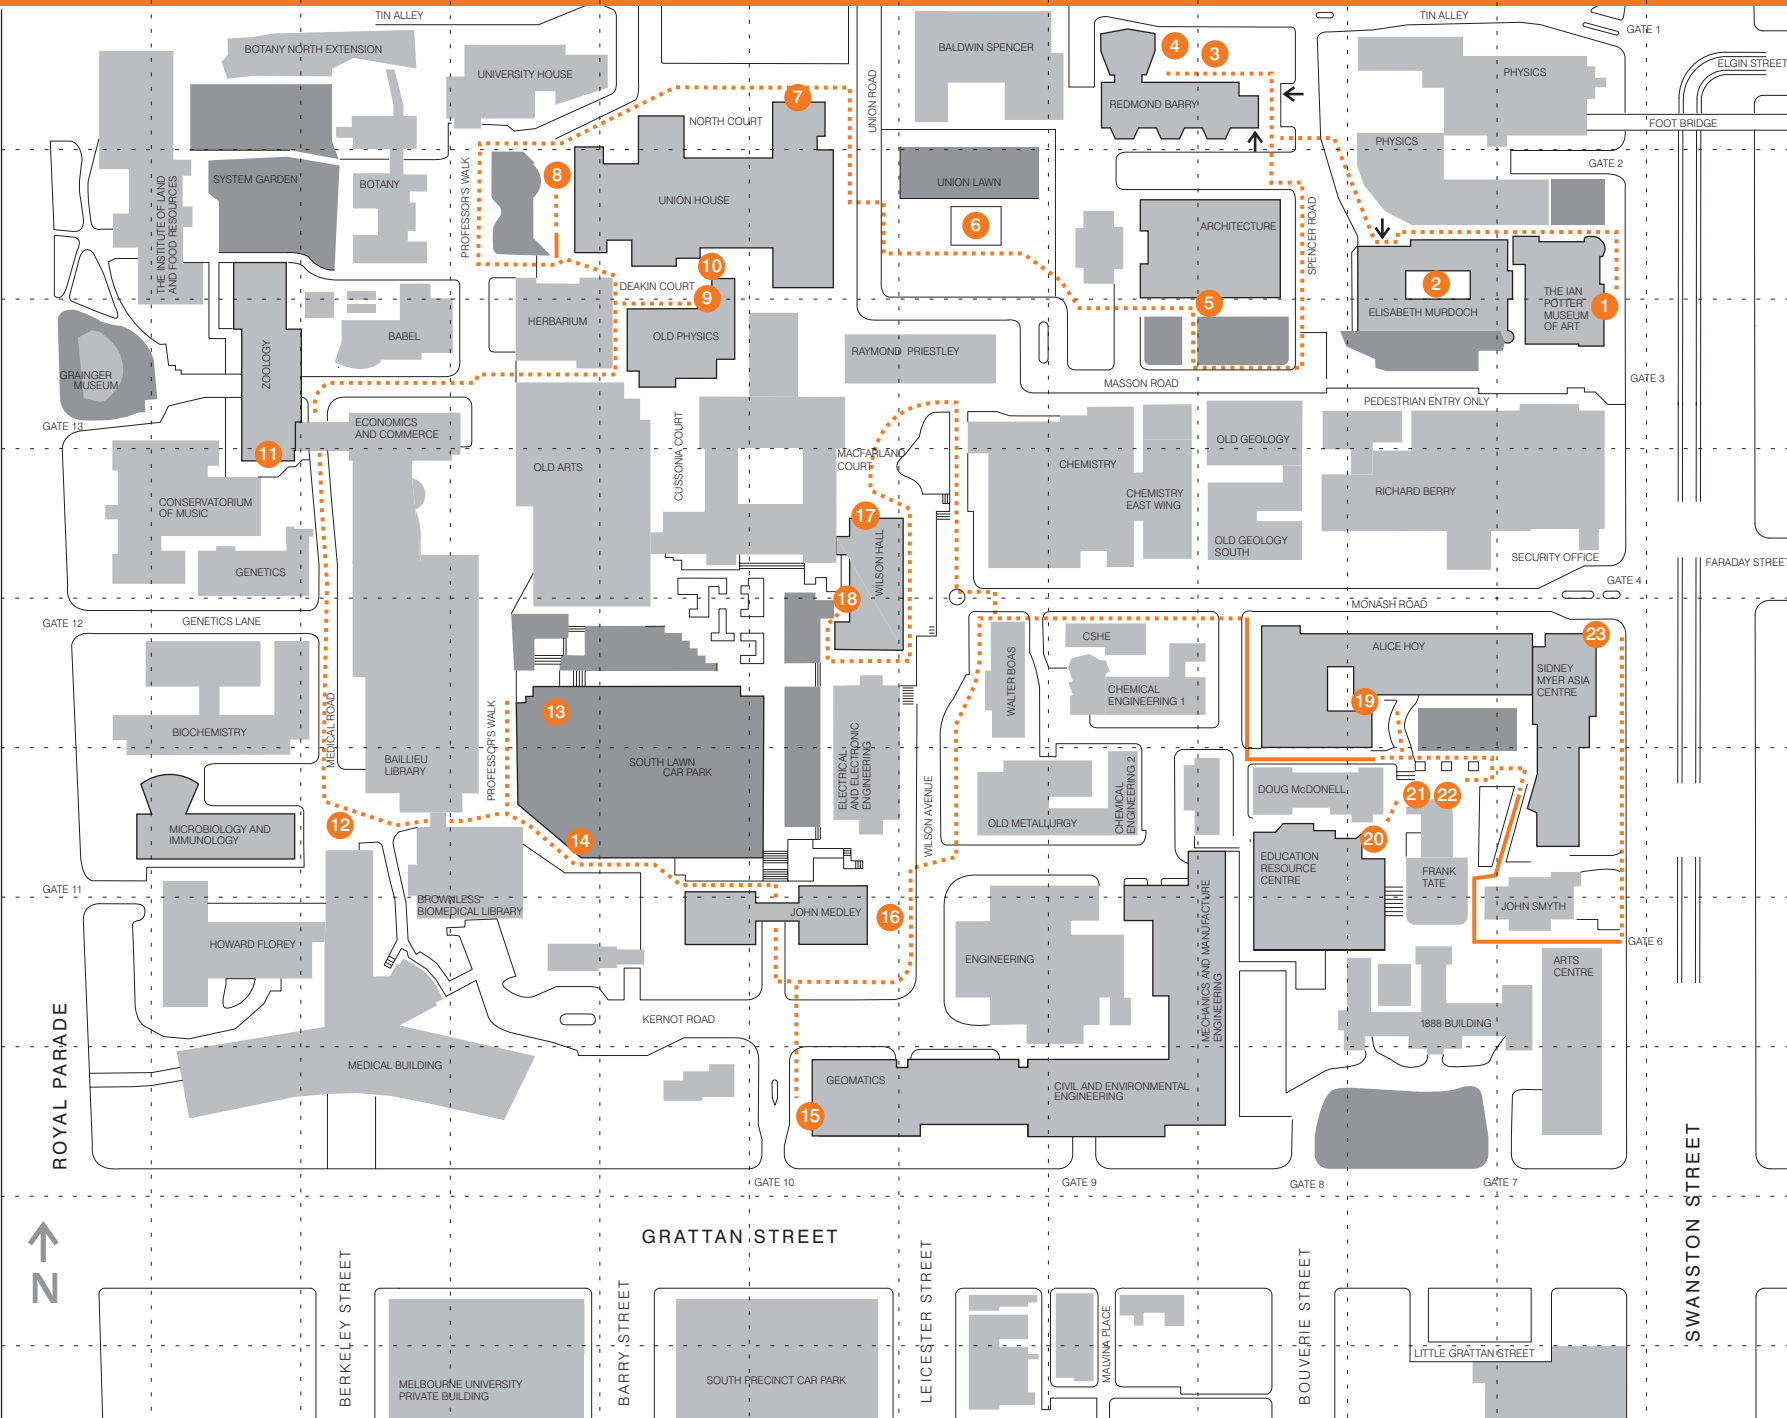 TIN ALLEY
TIN ALLEY
GATE 1
BOTANY NORTH EXTENSION
UNIVERSITY HOUSE
BALDWIN SPENCER
4
3
PHYSICS
ELGIN STREET
7
REDMOND BARRY
UNION ROAD
NORTH COURT
FOOT BRIDGE
PHYSICS
GATE 2
THE INSTITUTE OF LAND
AND FOOD RESOURCES
SYSTEM GARDEN
BOTANY
PROFESSOR'S WALK
8
UNION HOUSE
UNION LAWN
6
ARCHITECTURE
SPENCER ROAD
10
DEAKIN COURT
9
2
THE IAN
POTTER
MUSEUM
OF ART
1
5
ELISABETH MURDOCH
HERBARIUM
OLD PHYSICS
BABEL
ZOOLOGY
RAYMOND PRIESTLEY
GRAINGER
MUSEUM
MASSON ROAD
GATE 3
PEDESTRIAN ENTRY ONLY
GATE 13
ECONOMICS
AND COMMERCE
11
OLD ARTS
CUSSONIA COURT
MACFARLAND
COURT
CHEMISTRY
OLD GEOLOGY
CHEMISTRY
EAST WING
RICHARD BERRY
CONSERVATORIUM
OF MUSIC
17
WILSON HALL
OLD GEOLOGY
SOUTH
SECURITY OFFICE
FARADAY STREET
GENETICS
GATE 4
18
MONASH ROAD
GATE 12
GENETICS LANE
CSHE
23
ALICE HOY
SIDNEY
MYER ASIA
CENTRE
WALTER BOAS
CHEMICAL
ENGINEERING 1
19
13
BIOCHEMISTRY
MEDICAL ROAD
BAILLIEU
LIBRARY
PROFESSOR'S WALK
SOUTH LAWN
CAR PARK
ELECTRICAL
AND ELECTRONIC
ENGINEERING
WILSON AVENUE
CHEMICAL
ENGINEERING 2
DOUG McDONELL
21
22
OLD METALLURGY
12
MICROBIOLOGY AND
IMMUNOLOGY
14
20
EDUCATION
RESOURCE
CENTRE
FRANK
TATE
GATE 11
BROWNLESS
BIOMEDICAL LIBRARY
JOHN MEDLEY
16
JOHN SMYTH
HOWARD FLOREY
GATE 6
ENGINEERING
MECHANICS AND MANUFACTURE
ENGINEERING
ARTS
CENTRE
KERNOT ROAD
1888 BUILDING
ROYAL PARADE
MEDICAL BUILDING
GEOMATICS
CIVIL AND ENVIRONMENTAL
ENGINEERING
15
GATE 10
GATE 9
GATE 8
GATE 7
SWANSTON STREET
GRATTAN STREET
N
BERKELEY STREET
BARRY STREET
LEICESTER STREET
MALVINA PLACE
BOUVERIE STREET
LITTLE GRATTAN STREET
MELBOURNE UNIVERSITY
PRIVATE BUILDING
SOUTH PRECINCT CAR PARK